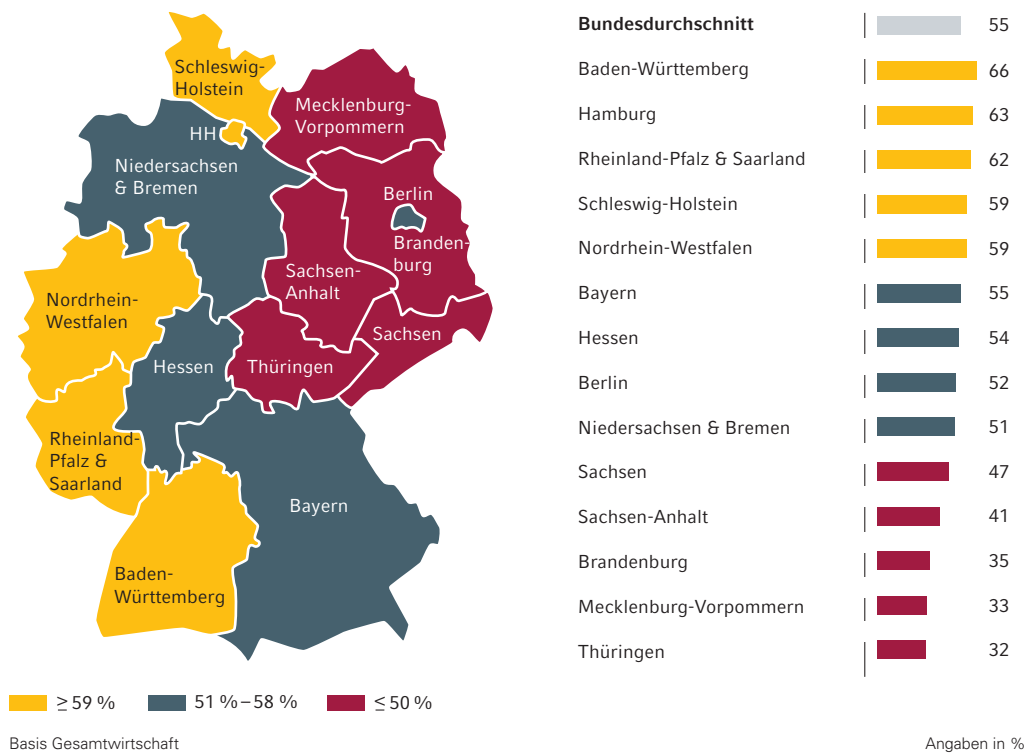 Schleswig-
Holstein
Mecklenburg-
Vorpommern
HH
Niedersachsen
& Bremen
Berlin
Branden-
burg
Sachsen-
Anhalt
Nordrhein-
Westfalen
Sachsen
Hessen
Thüringen
Rheinland-
Pfalz &
Saarland
Bayern
Baden-
Württemberg
≥ 59 %
51 % – 58 %
≤ 50 %
Basis Gesamtwirtschaft
Bundesdurchschnitt 55
Baden-Württemberg 66
Hamburg 63
Rheinland-Pfalz & Saarland 62
Schleswig-Holstein 59
Nordrhein-Westfalen 59
Bayern 55
Hessen 54
Berlin 52
Niedersachsen & Bremen 51
Sachsen 47
Sachsen-Anhalt 41
Brandenburg 35
Mecklenburg-Vorpommern 33
Thüringen 32
Angaben in %